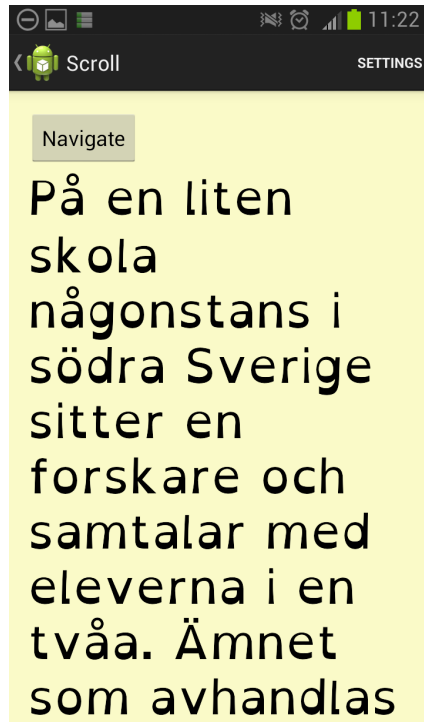 11:22
Scroll SETTINGS
Navigate
På en liten
skola
någonstans i
södra Sverige
sitter en
forskare och
samtalar med
eleverna i en
tvåa. Ämnet
som avhandlas